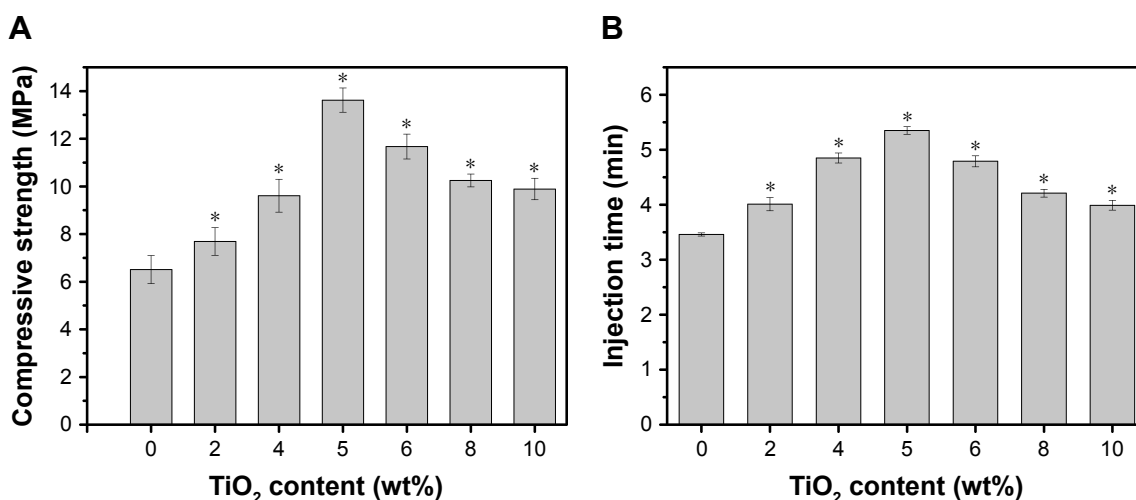 A
Compressive strength (MPa)
14
12
10
8
6
4
2
0
* * * * * *
0 2 4 5 6 8 10
TiO₂ content (wt%)
B
Injection time (min)
6
5
4
3
2
1
0
* * * * * *
0 2 4 5 6 8 10
TiO₂ content (wt%)